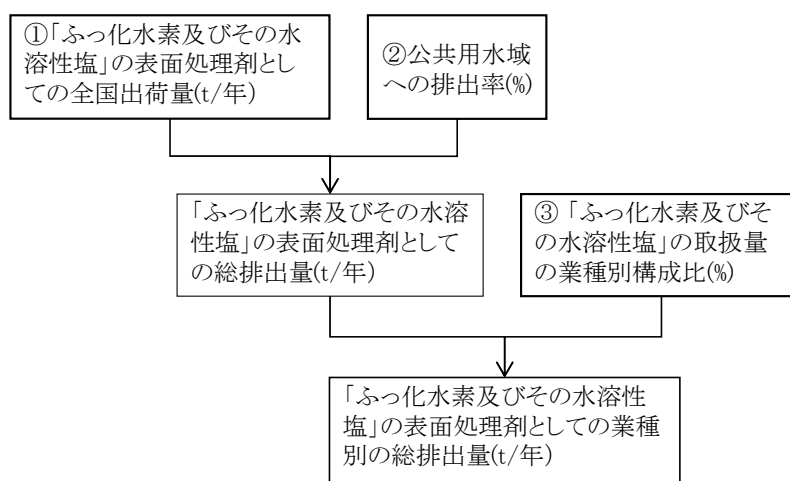 ①「ふっ化水素及びその水
溶性塩」の表面処理剤とし
ての全国出荷量(t/年)
②公共用水域
への排出率(%)
「ふっ化水素及びその水溶
性塩」の表面処理剤として
の総排出量(t/年)
③「ふっ化水素及びそ
の水溶性塩」の取扱量
の業種別構成比(%)
「ふっ化水素及びその水溶性
塩」の表面処理剤としての業種
別の総排出量(t/年)